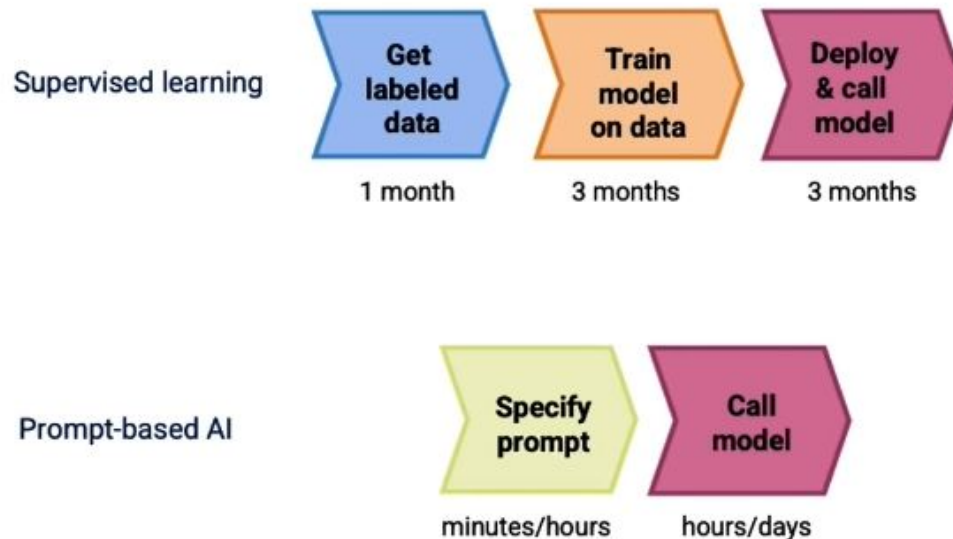 Supervised learning
Get
labeled
data
Train
model
on data
Deploy
& call
model
1 month
3 months
3 months
Prompt-based AI
Specify
prompt
Call
model
minutes/hours
hours/days